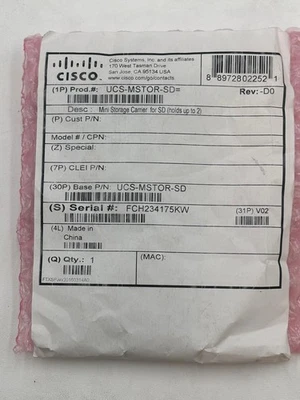 Cisco Systems, Inc. and its affiliates
170 West Tasman Drive
San Jose, CA 95134 USA
www.cisco.com/go/contacts
CISCO
8 8972802252 1
(1P) Prod.#: UCS-MSTOR-SD=
Rev: -D0
Desc : Mini Storage Carrier for SD (holds up to 2)
(P) Cust P/N:
Model # / CPN:
(Z) Special:
(7P) CLEI P/N:
(30P) Base P/N: UCS-MSTOR-SD
(S) Serial #: FCH234175KW
(31P) V02
(4L) Made in
China
(Q) Qty.: 1
(MAC):